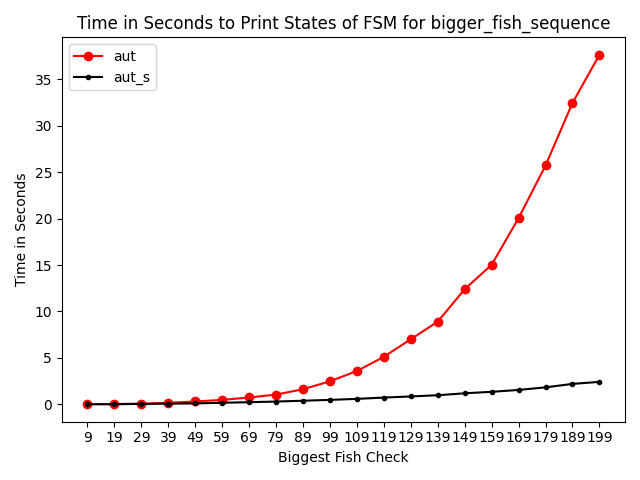 Time in Seconds to Print States of FSM for bigger_fish_sequence
aut
aut_s
35
30
25
20
15
10
5
0
Time in Seconds
9 19 29 39 49 59 69 79 89 99 109 119 129 139 149 159 169 179 189 199
Biggest Fish Check